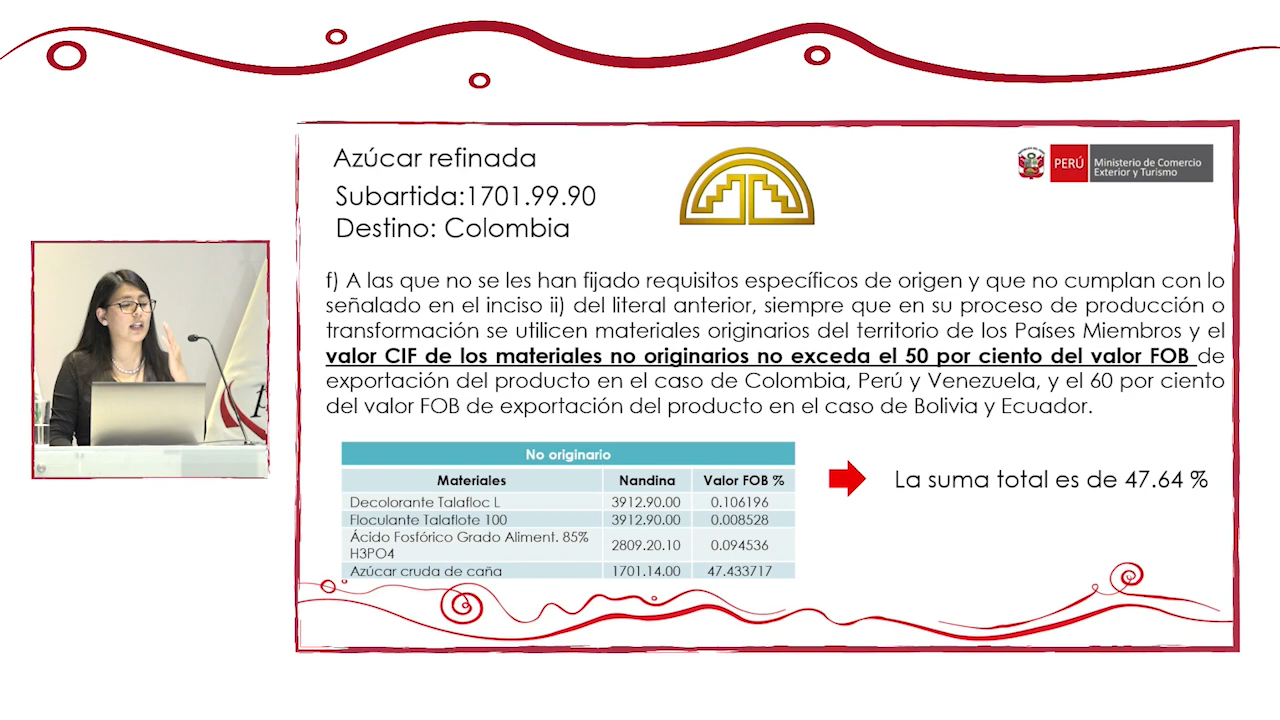 Azúcar refinada
Subartida:1701.99.90
Destino: Colombia
PERÚ
Ministerio de Comercio
Exterior y Turismo
f) A las que no se les han fijado requisitos específicos de origen y que no cumplan con lo
señalado en el inciso ii) del literal anterior, siempre que en su proceso de producción o
transformación se utilicen materiales originarios del territorio de los Países Miembros y el
valor CIF de los materiales no originarios no exceda el 50 por ciento del valor FOB de
exportación del producto en el caso de Colombia, Perú y Venezuela, y el 60 por ciento
del valor FOB de exportación del producto en el caso de Bolivia y Ecuador.
No originario
Materiales Nandina Valor FOB %
Decolorante Talafloc L 3912.90.00 0.106196
Floculante Talaflote 100 3912.90.00 0.008528
Ácido Fosfórico Grado Aliment. 85%
H3PO4 2809.20.10 0.094536
Azúcar cruda de caña 1701.14.00 47.433717
La suma total es de 47.64 %